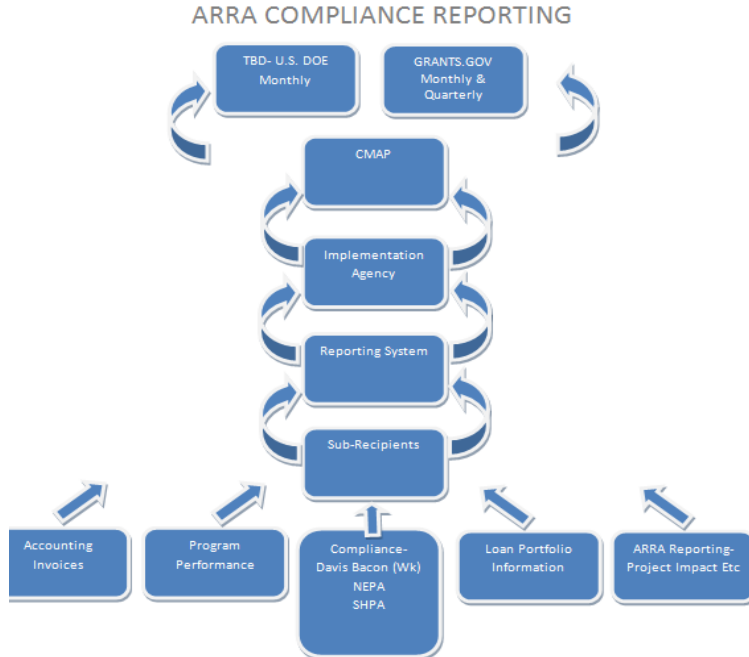 ARRA COMPLIANCE REPORTING
TBD- U.S. DOE
Monthly
GRANTS.GOV
Monthly &
Quarterly
CMAP
Implementation
Agency
Reporting System
Sub-Recipients
Accounting
Invoices
Program
Performance
Compliance-
Davis Bacon (Wk)
NEPA
SHPA
Loan Portfolio
Information
ARRA Reporting-
Project Impact Etc